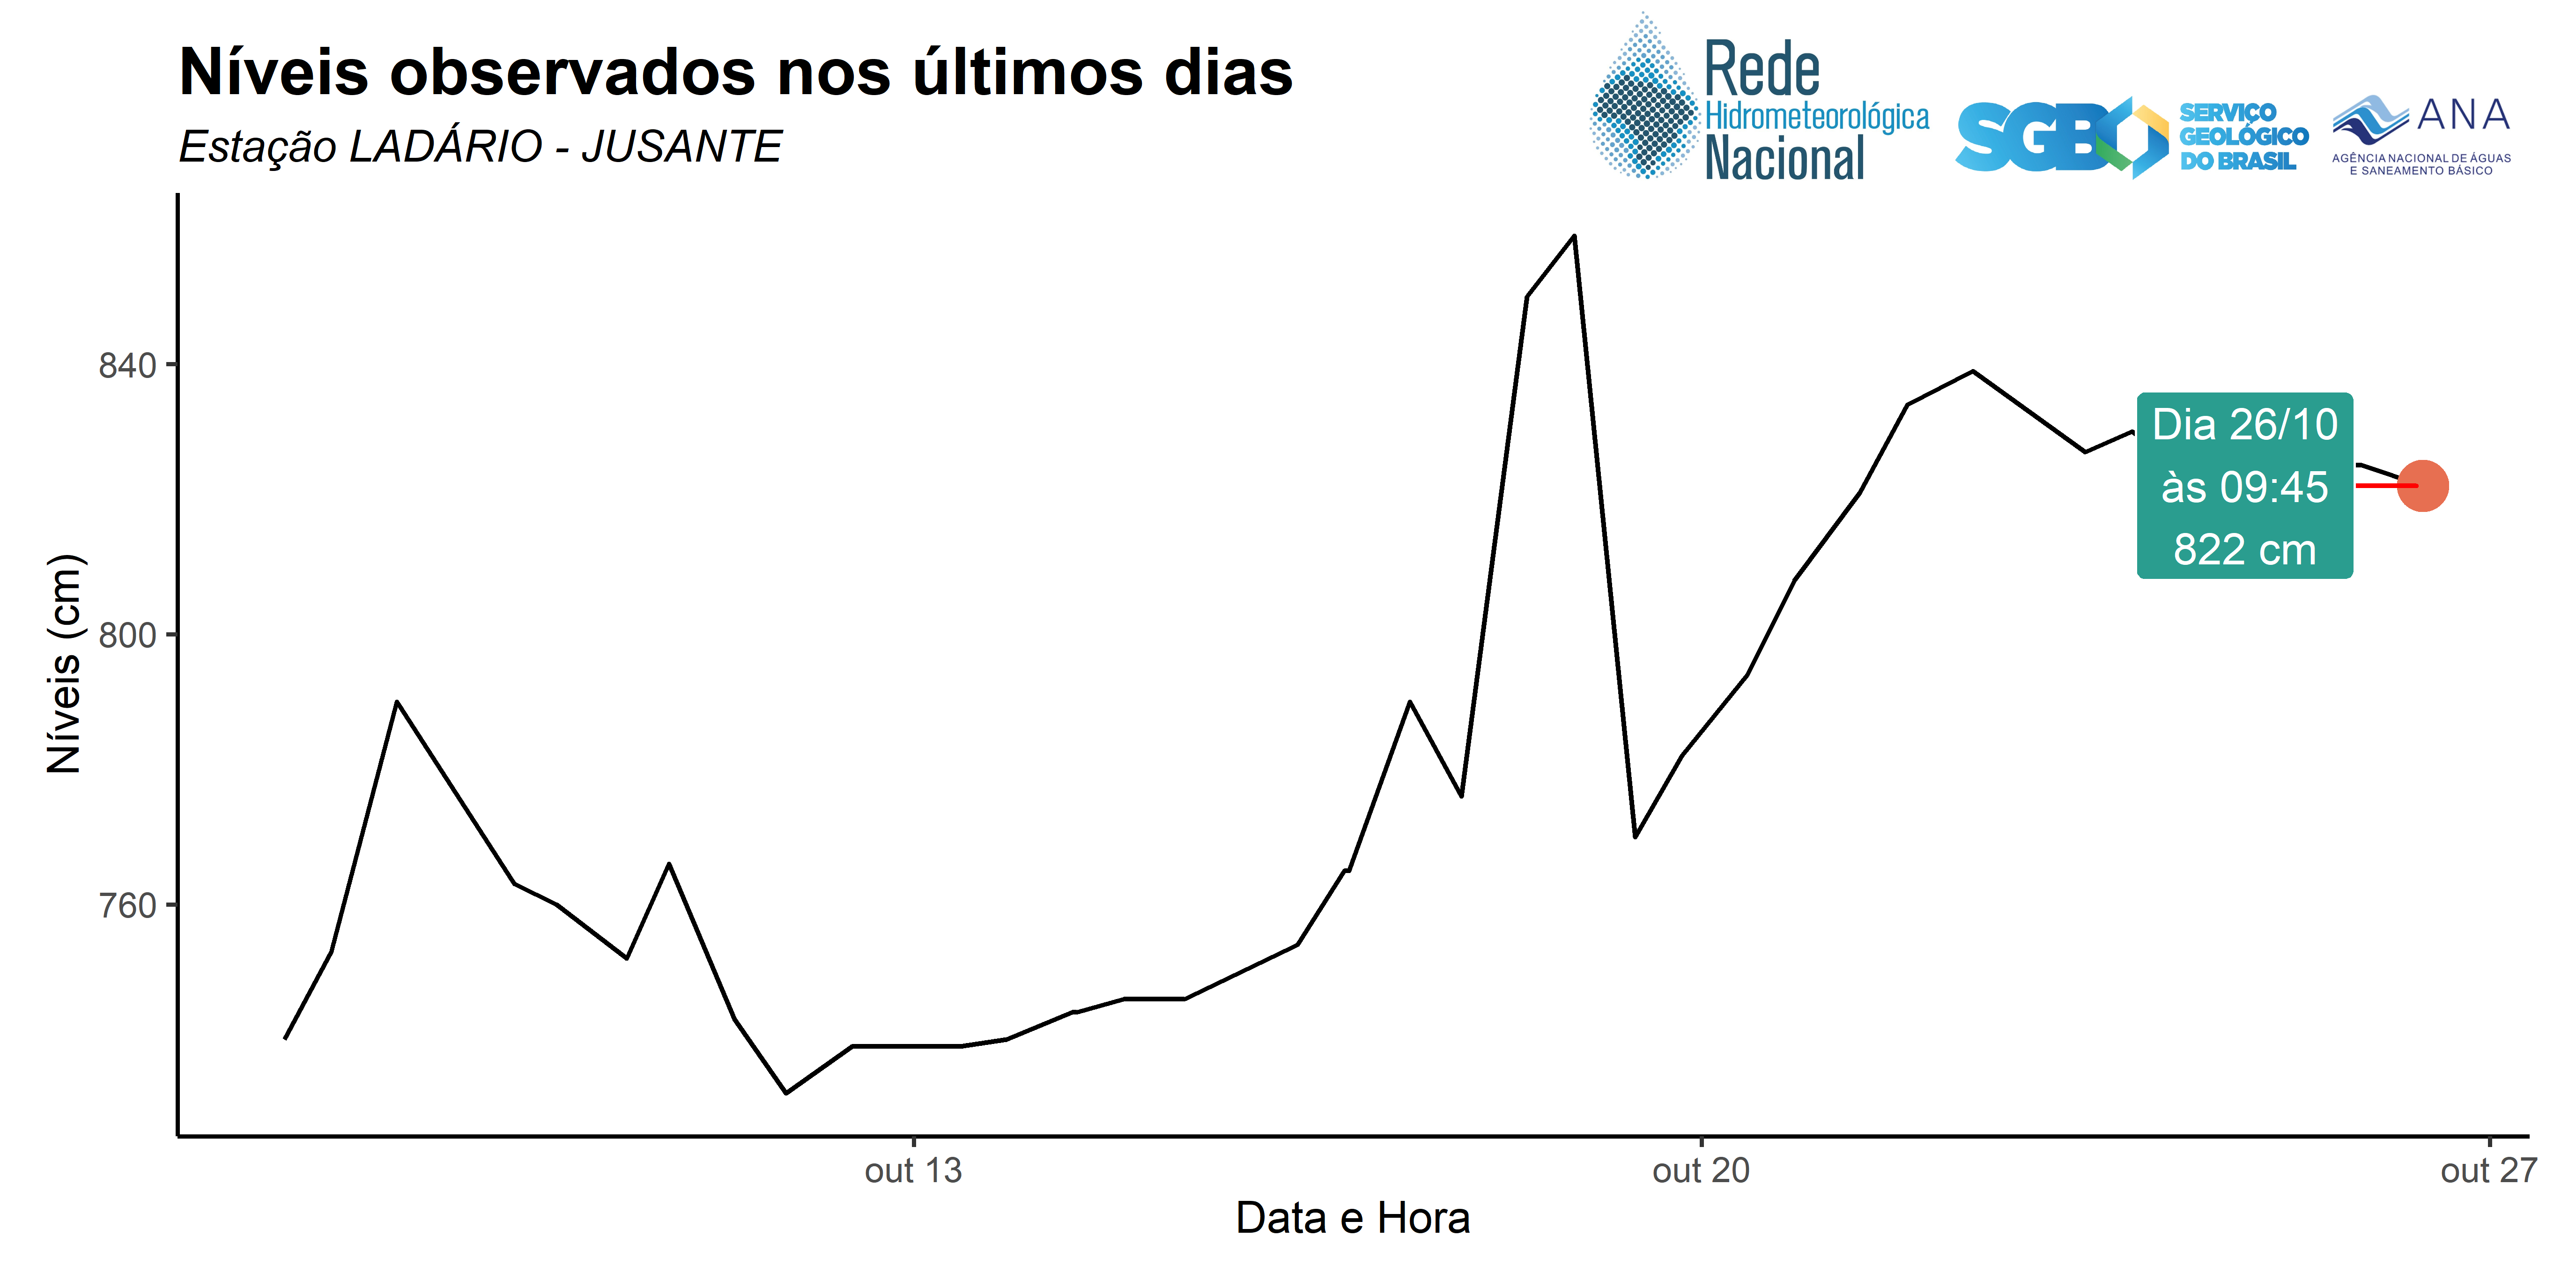 Níveis observados nos últimos dias
Estação LADÁRIO - JUSANTE
Rede
Hidrometeorológica
Nacional
SGB
SERVIÇO
GEOLÓGICO
DO BRASIL
ANA
AGÊNCIA NACIONAL DE ÁGUAS
E SANEAMENTO BÁSICO
Níveis (cm)
840
800
760
Dia 26/10
às 09:45
822 cm
out 13
out 20
out 27
Data e Hora